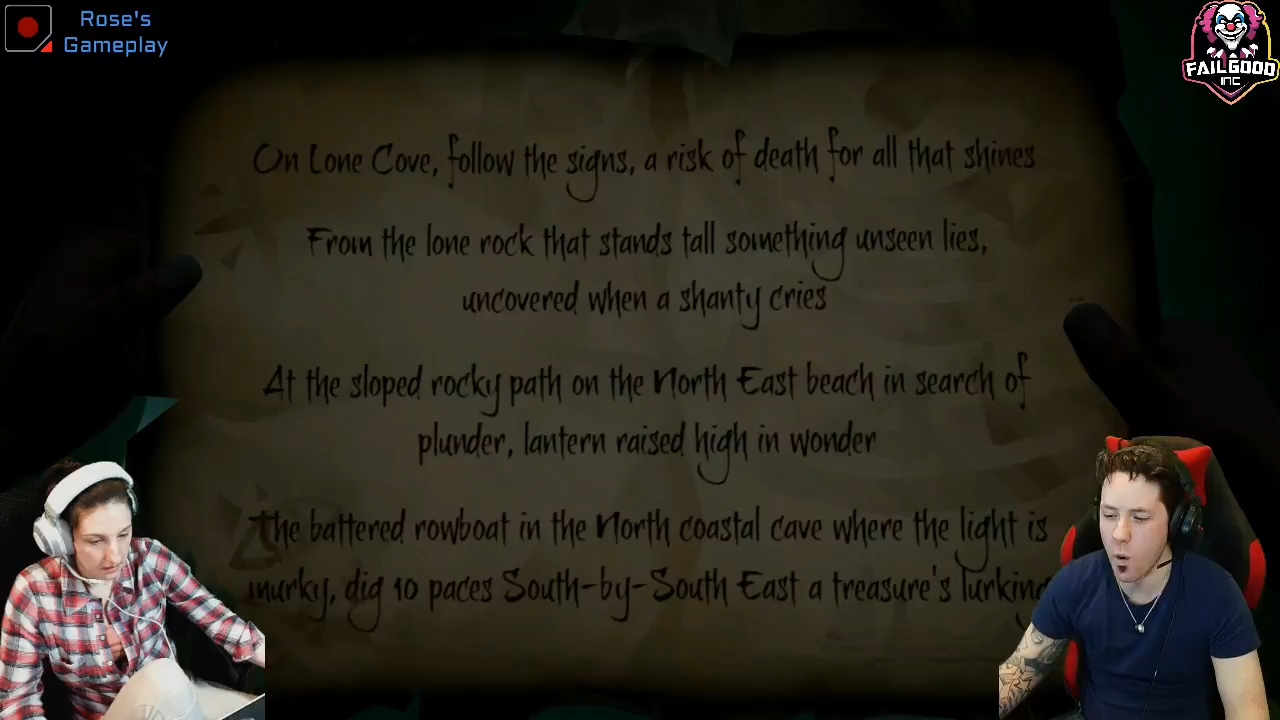 Rose's
Gameplay
FAILGOOD
INC
On Lone Cove, follow the signs, a risk of death for all that shines
From the lone rock that stands tall something unseen lies,
uncovered when a shanty cries
At the sloped rocky path on the North East beach in search of
plunder, lantern raised high in wonder
The battered rowboat in the North coastal cave where the light is
murky, dig 10 paces South-by-South East a treasure's lurking